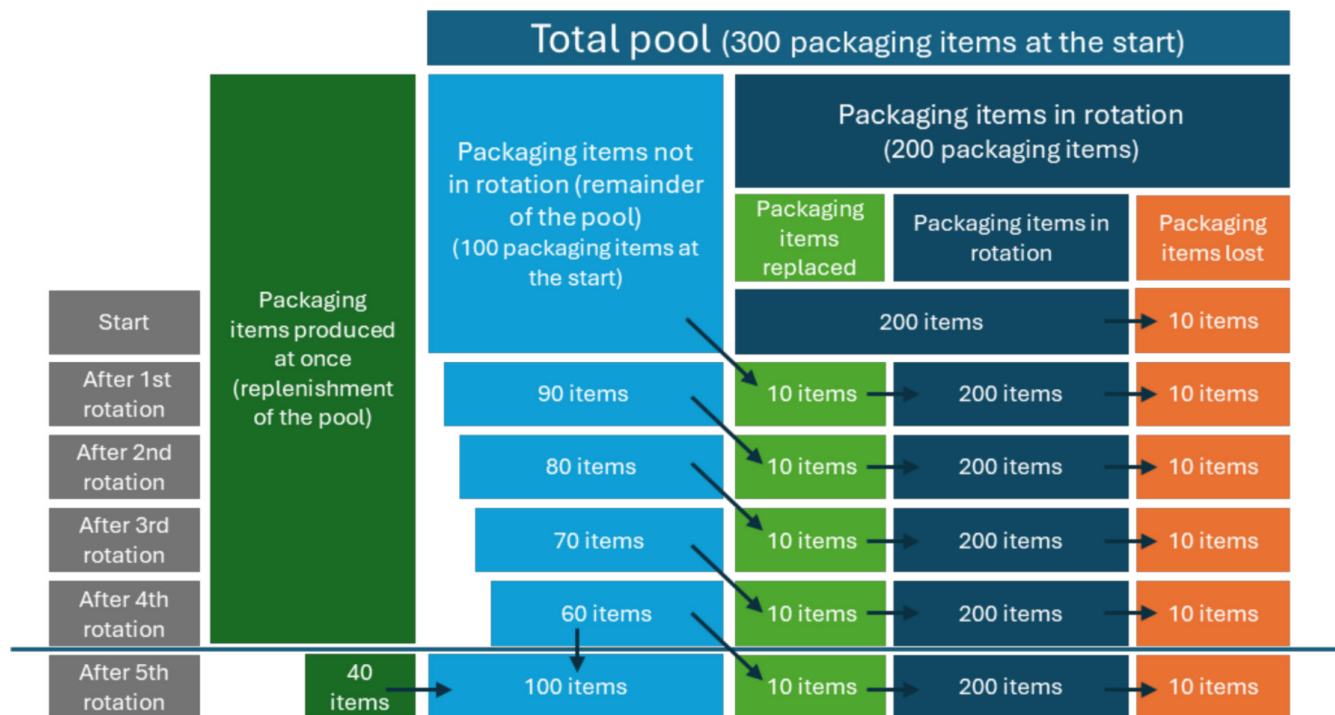 Total pool (300 packaging items at the start)
Packaging items in rotation
(200 packaging items)
Packaging items not
in rotation (remainder
of the pool)
(100 packaging items at
the start)
Packaging
items
replaced
Packaging items in
rotation
Packaging
items lost
Packaging
items produced
at once
(replenishment
of the pool)
Start
200 items
10 items
After 1st
rotation
90 items
10 items
200 items
10 items
After 2nd
rotation
80 items
10 items
200 items
10 items
After 3rd
rotation
70 items
10 items
200 items
10 items
After 4th
rotation
60 items
10 items
200 items
10 items
After 5th
rotation
40
items
100 items
10 items
200 items
10 items